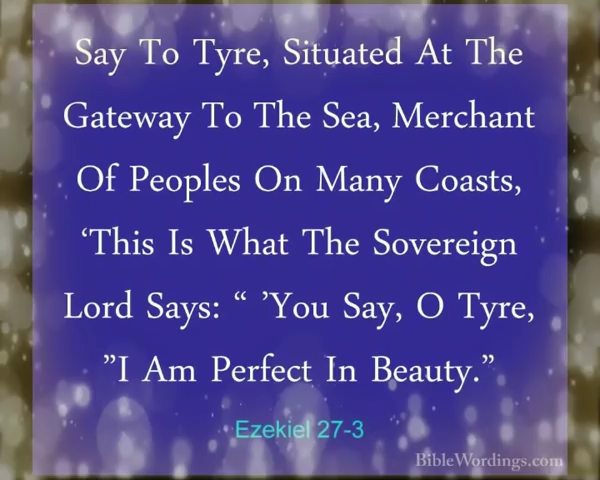 Say To Tyre, Situated At The
Gateway To The Sea, Merchant
Of Peoples On Many Coasts,
‘This Is What The Sovereign
Lord Says: “ ’You Say, O Tyre,
”I Am Perfect In Beauty.”
Ezekiel 27-3
BibleWordings.com